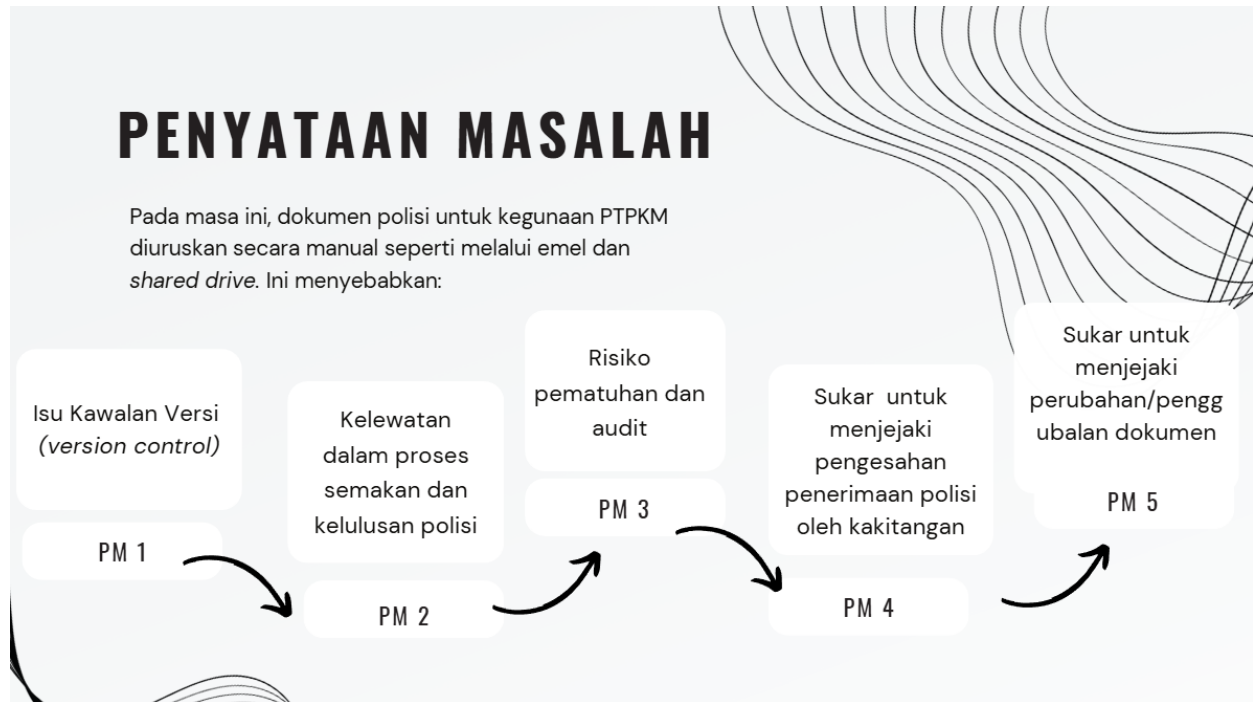 PENYATAAN MASALAH
Pada masa ini, dokumen polisi untuk kegunaan PTPKM
diuruskan secara manual seperti melalui emel dan
shared drive. Ini menyebabkan:
Isu Kawalan Versi
(version control)
PM 1
Kelewatan
dalam proses
semakan dan
kelulusan polisi
PM 2
Risiko
pematuhan dan
audit
PM 3
Sukar untuk
menjejaki
pengesahan
penerimaan polisi
oleh kakitangan
PM 4
Sukar untuk
menjejaki
perubahan/pengg
ubalan dokumen
PM 5